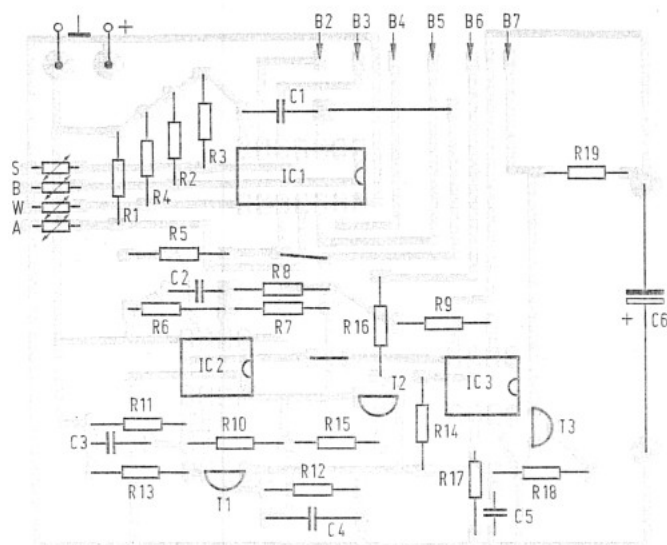 + B2 B3 B4 B5 B6 B7
C1
R3
R2
R4
R1
IC1
R19
S
B
W
A
R5
C2
R8
R7
R6
R16
R9
C6
+
IC2
T2
IC3
R11
R10
R15
R14
T3
C3
R13
T1
R12
C4
R17
R18
C5